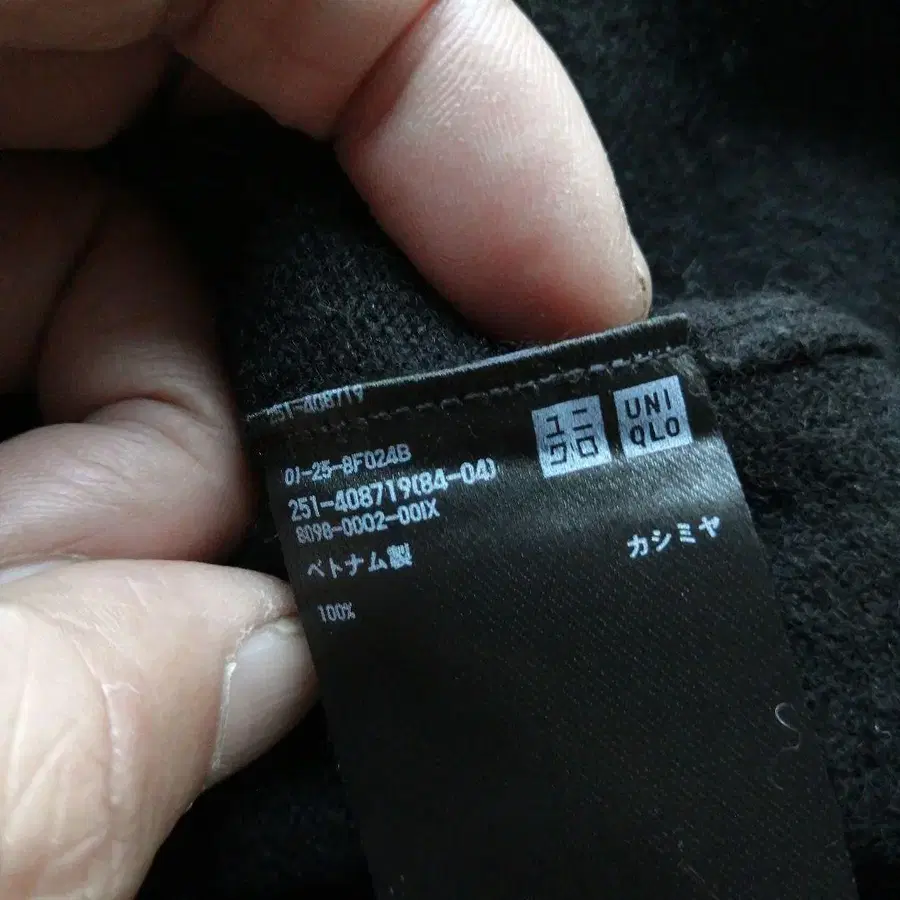 251-408719
ユニ
クロ
UNI
QLO
01-25-8F024B
251-408719(84-04)
8098-0002-001X
ベトナム製
カシミヤ
100%